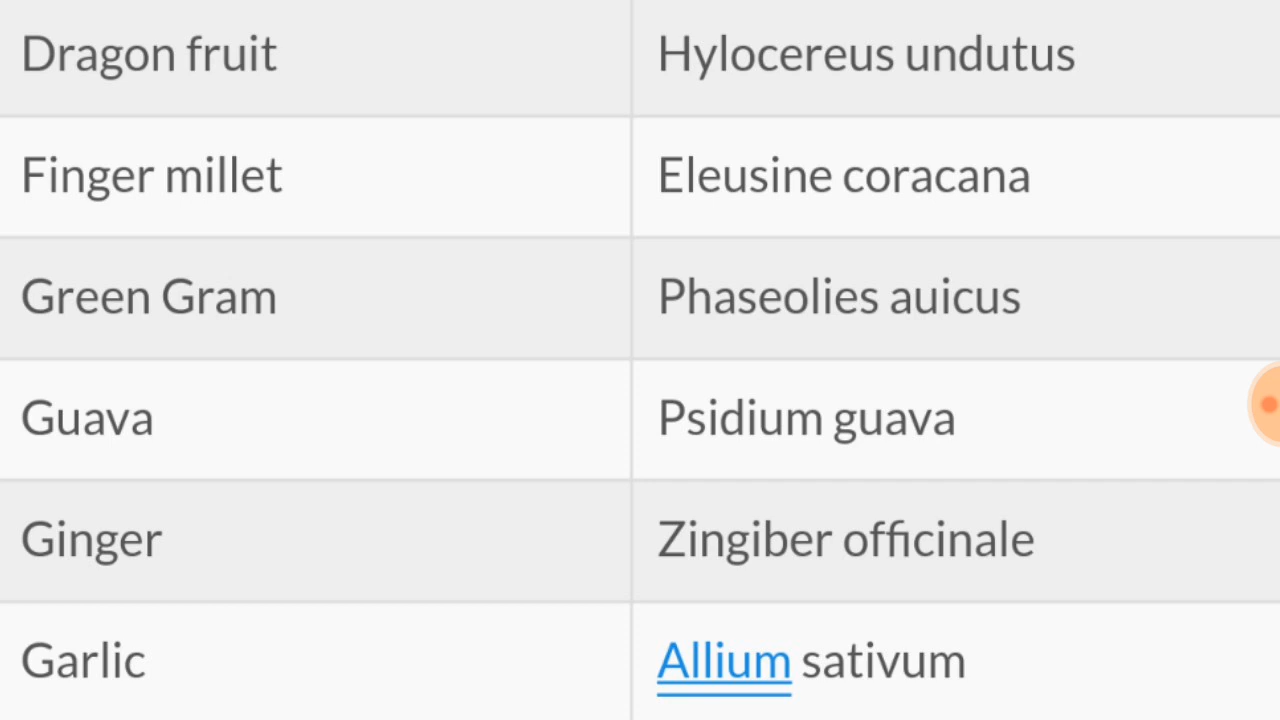 Dragon fruit Hylocereus undutus
Finger millet Eleusine coracana
Green Gram Phaseolies auicus
Guava Psidium guava
Ginger Zingiber officinale
Garlic Allium sativum